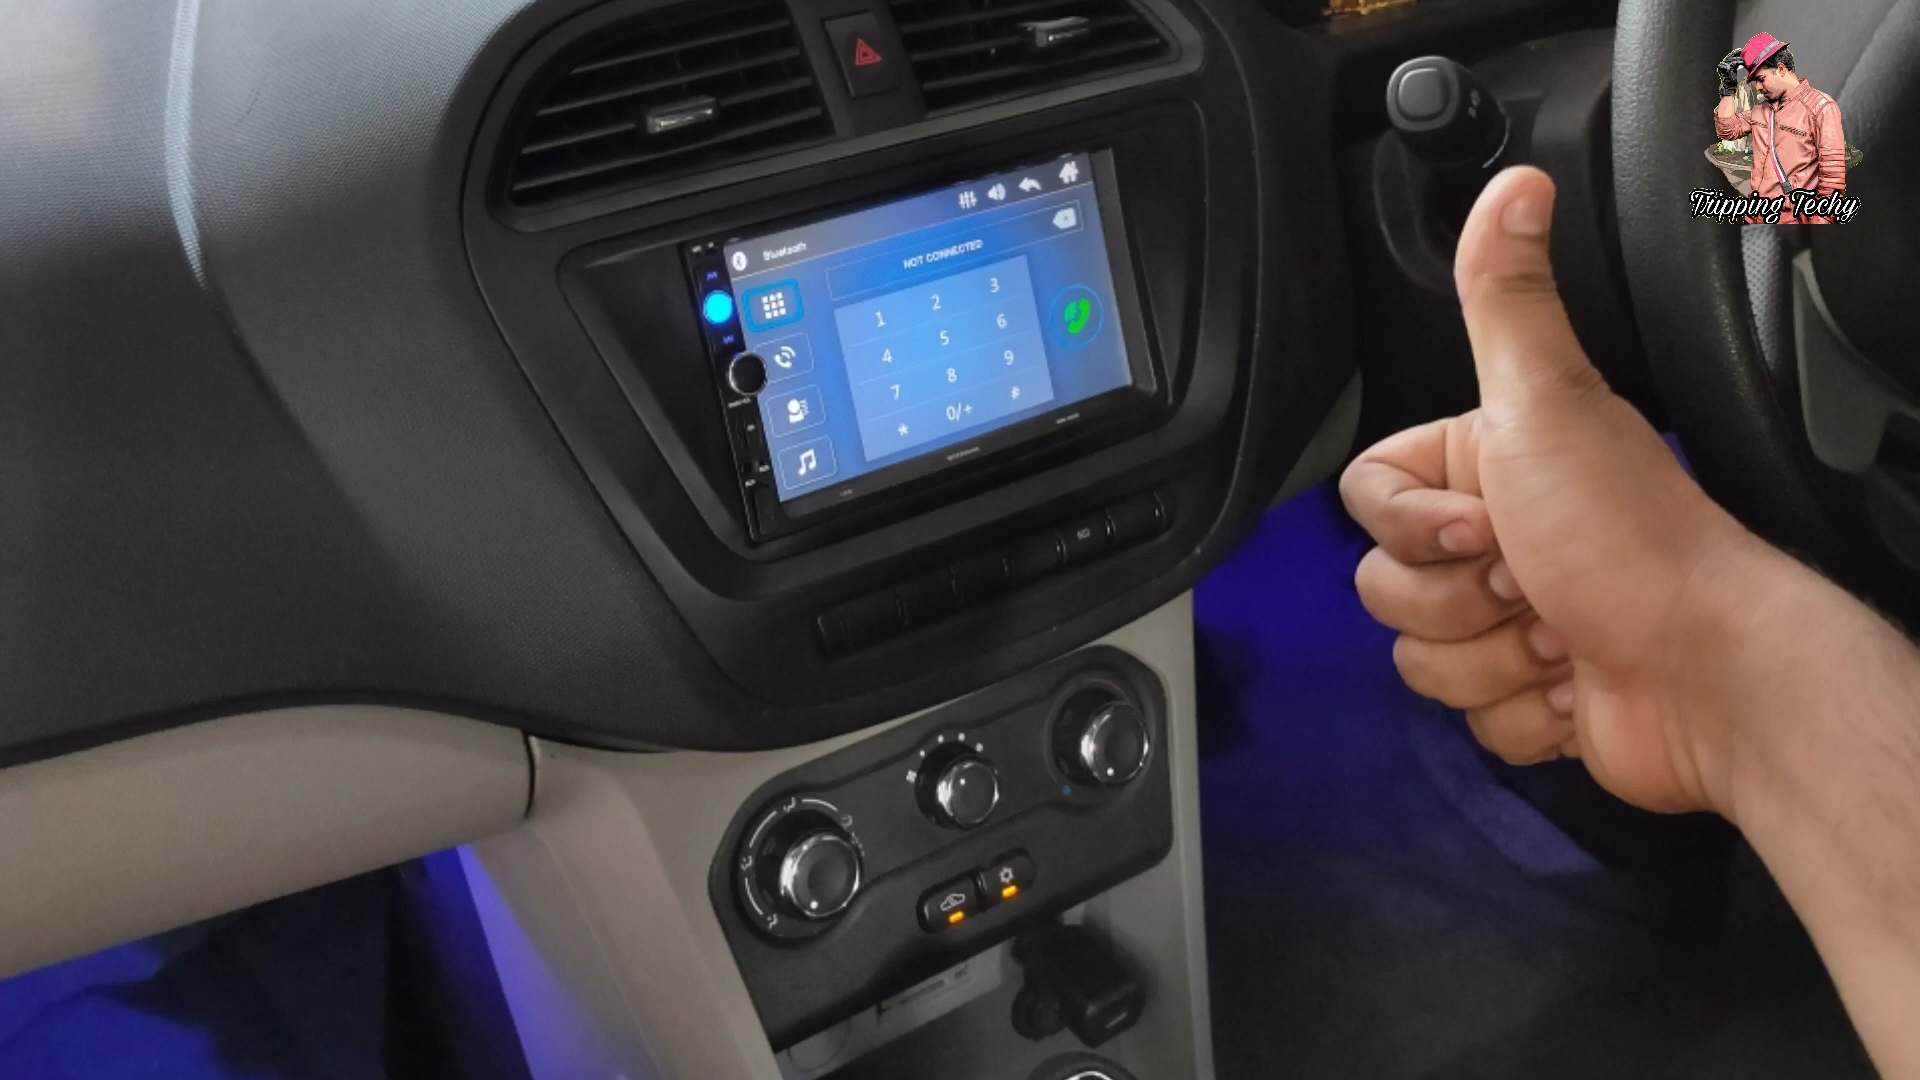 Tripping Techy
Bluetooth
NOT CONNECTED
1 2 3
4 5 6
7 8 9
* 0/+ #